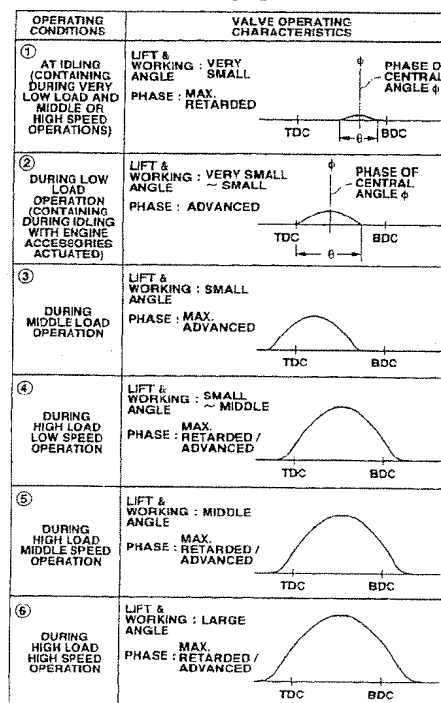 OPERATING
CONDITIONS
VALVE OPERATING
CHARACTERISTICS
①
AT IDLING
(CONTAINING
DURING VERY
LOW LOAD AND
MIDDLE OR
HIGH SPEED
OPERATIONS)
LIFT &
WORKING : VERY
ANGLE SMALL
PHASE : MAX.
RETARDED
ϕ
PHASE O
CENTRAL
ANGLE ϕ
TDC θ BDC
②
DURING LOW
LOAD
OPERATION
(CONTAINING
DURING IDLING
WITH ENGINE
ACCESSORIES
ACTUATED)
LIFT &
WORKING : VERY SMALL
ANGLE ~ SMALL
PHASE : ADVANCED
ϕ
PHASE OF
CENTRAL
ANGLE ϕ
TDC BDC
θ
③
DURING
MIDDLE LOAD
OPERATION
LIFT &
WORKING : SMALL
ANGLE
PHASE : MAX.
ADVANCED
TDC BDC
④
DURING
HIGH LOAD
LOW SPEED
OPERATION
LIFT &
WORKING : SMALL
ANGLE ~ MIDDLE
PHASE : MAX.
RETARDED /
ADVANCED
TDC BDC
⑤
DURING
HIGH LOAD
MIDDLE SPEED
OPERATION
LIFT &
WORKING : MIDDLE
ANGLE
PHASE : MAX.
RETARDED /
ADVANCED
TDC BDC
⑥
DURING
HIGH LOAD
HIGH SPEED
OPERATION
LIFT &
WORKING : LARGE
ANGLE
PHASE : MAX.
RETARDED /
ADVANCED
TDC BDC